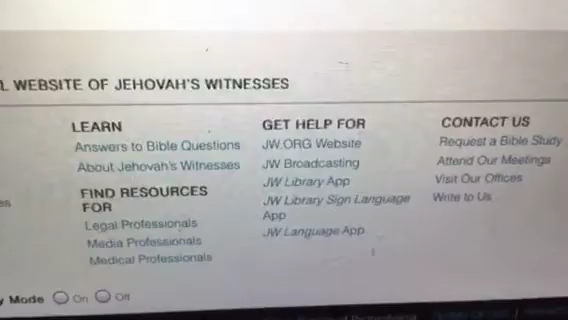 WEBSITE OF JEHOVAH'S WITNESSES
LEARN
Answers to Bible Questions
About Jehovah's Witnesses
FIND RESOURCES
FOR
Legal Professionals
Media Professionals
Medical Professionals
GET HELP FOR
JW.ORG Website
JW Broadcasting
JW Library App
JW Library Sign Language
App
JW Language App
CONTACT US
Request a Bible Study
Attend Our Meetings
Visit Our Offices
Write to Us
Mode On Off